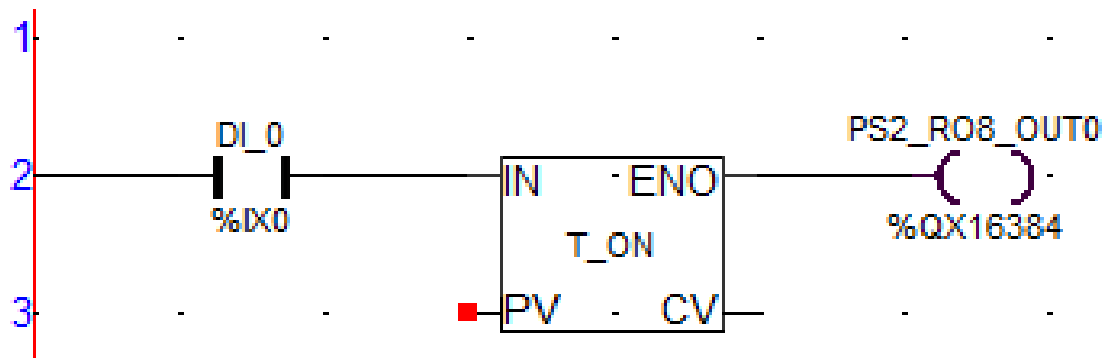 1
DI_0
PS2_RO8_OUT0
2
IN
ENO
%IX0
%QX16384
T_ON
3
PV
CV